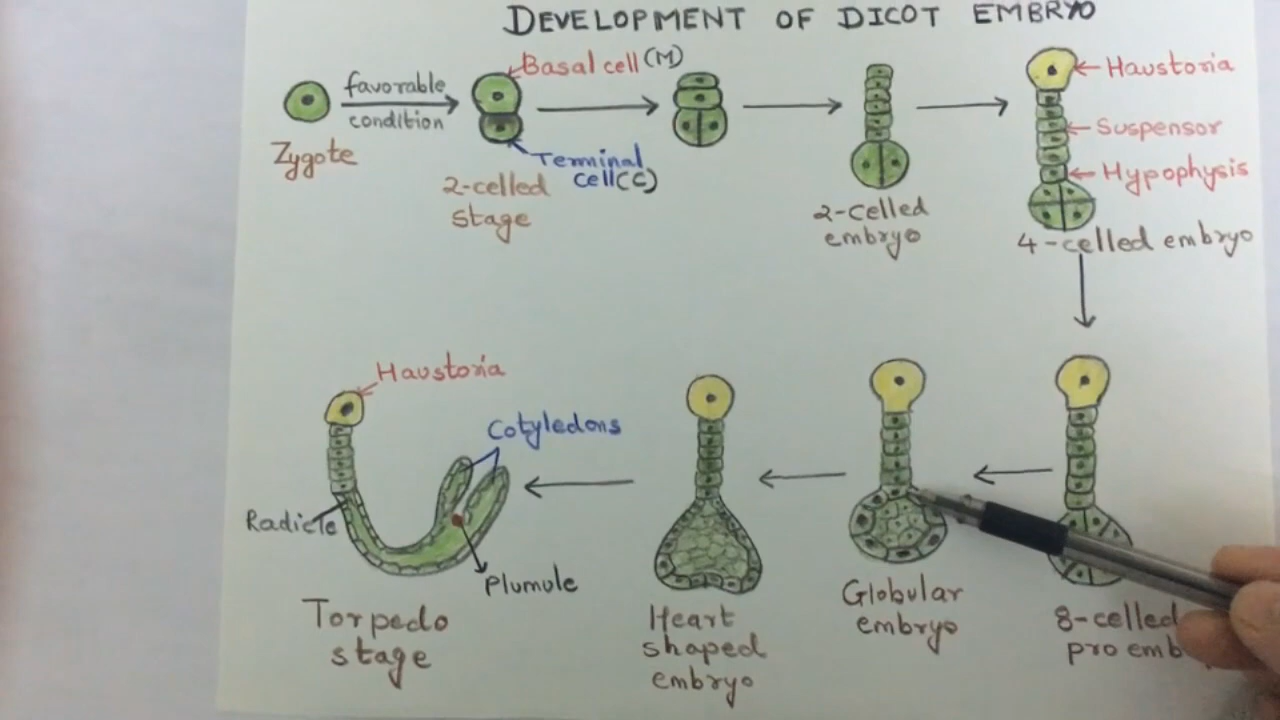 DEVELOPMENT OF DICOT EMBRYO
Zygote
favorable
condition
Basal cell (M)
Terminal
cell(C)
2-celled
stage
2-celled
embryo
Haustoria
Suspensor
Hypophysis
4-celled embryo
Haustoria
Cotyledons
Radicle
Plumule
Torpedo
stage
Heart
shaped
embryo
Globular
embryo
8-celled
pro emb